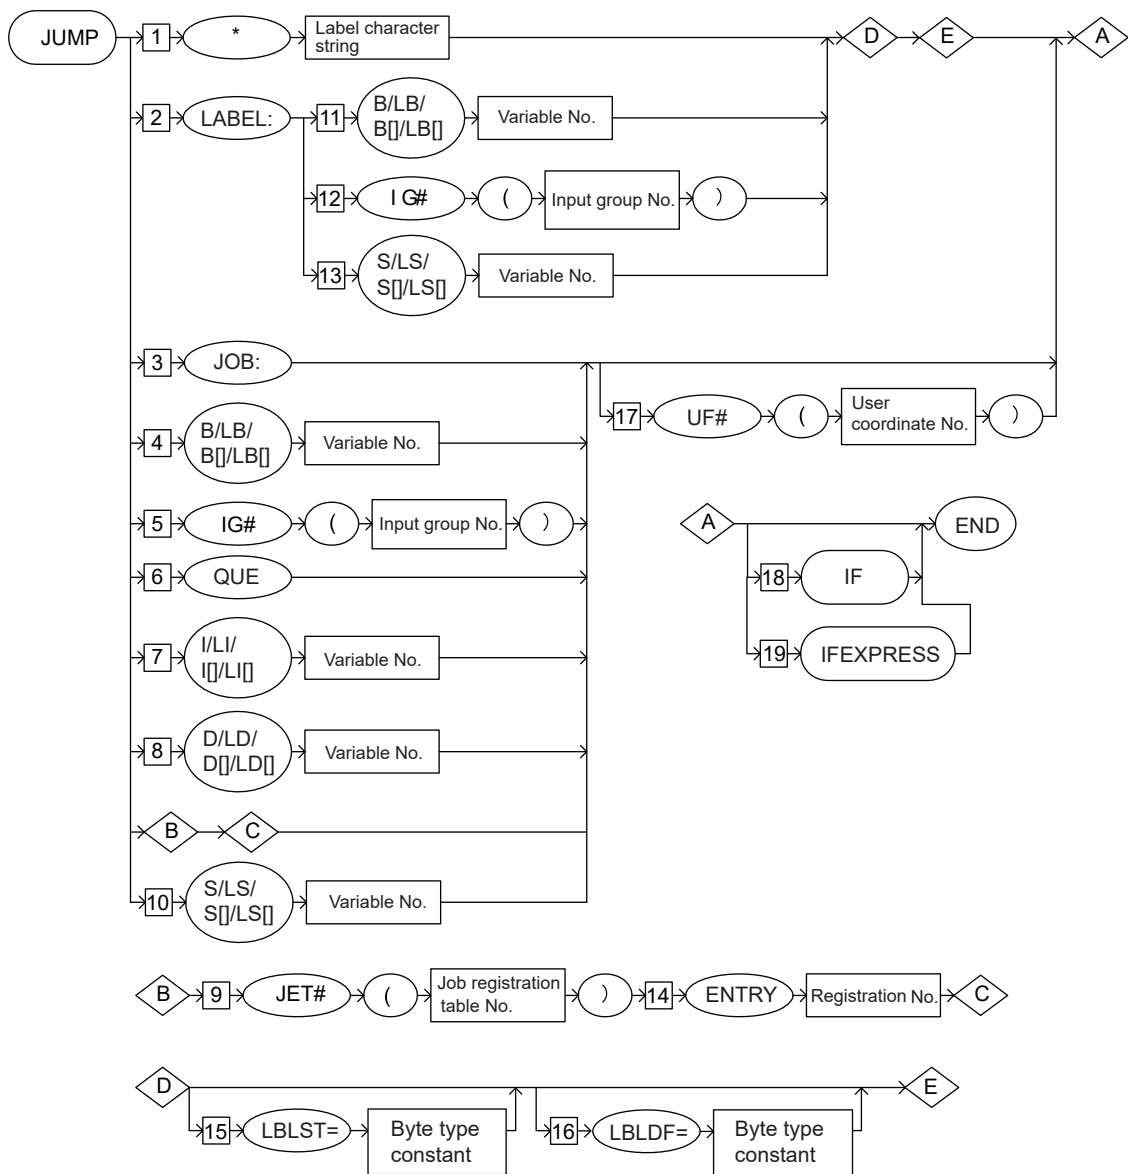 JUMP
1
*
Label character
string
D
E
A
2
LABEL:
11
B/LB/
B[]/LB[]
Variable No.
12
I G#
(
Input group No.
)
13
S/LS/
S[]/LS[]
Variable No.
3
JOB:
17
UF#
(
User
coordinate No.
)
4
B/LB/
B[]/LB[]
Variable No.
5
IG#
(
Input group No.
)
A
END
6
QUE
18
IF
7
I/LI/
I[]/LI[]
Variable No.
19
IFEXPRESS
8
D/LD/
D[]/LD[]
Variable No.
B
C
10
S/LS/
S[]/LS[]
Variable No.
B
9
JET#
(
Job registration
table No.
)
14
ENTRY
Registration No.
C
D
E
15
LBLST=
Byte type
constant
16
LBLDF=
Byte type
constant